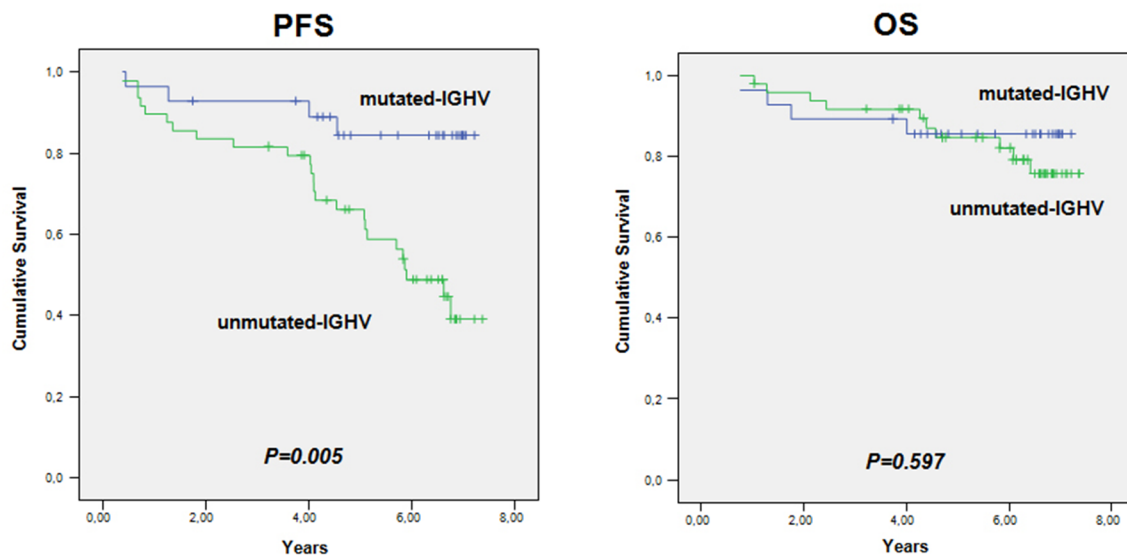 PFS
Cumulative Survival
1,0
0,8
0,6
0,4
0,2
0,0
mutated-IGHV
unmutated-IGHV
P=0.005
0,00 2,00 4,00 6,00 8,00
Years
OS
Cumulative Survival
1,0
0,8
0,6
0,4
0,2
0,0
mutated-IGHV
unmutated-IGHV
P=0.597
0,00 2,00 4,00 6,00 8,00
Years